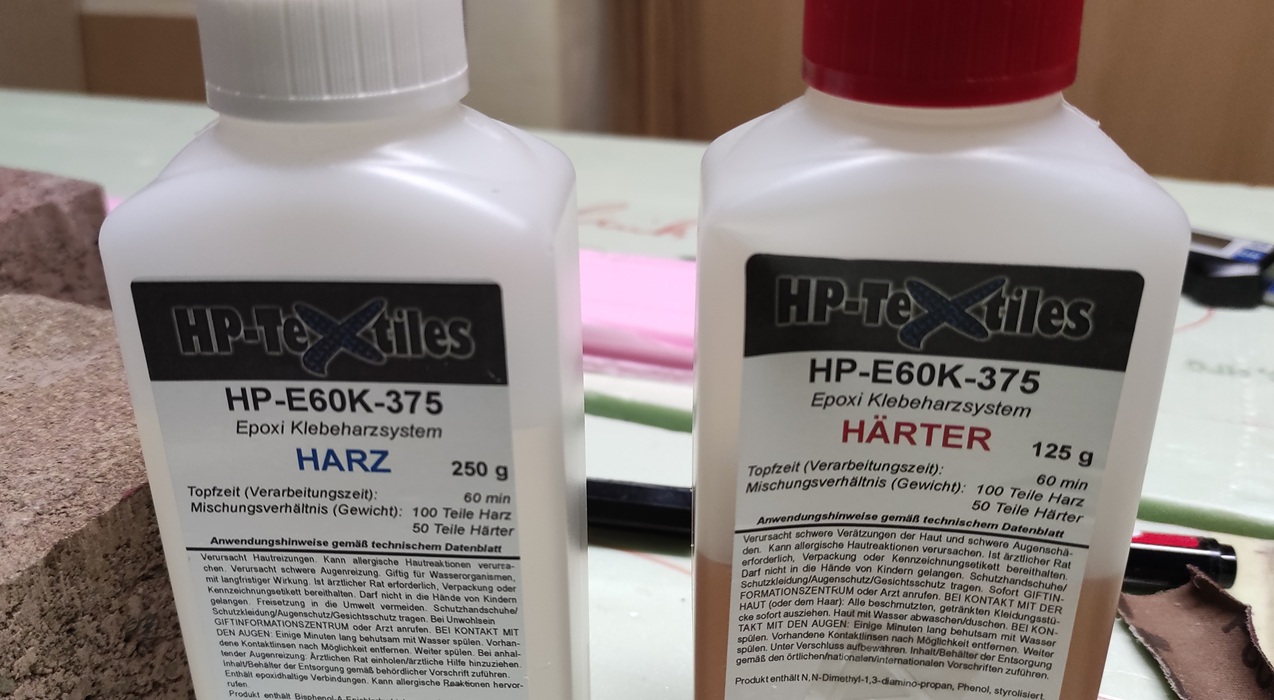 HP-TeXtiles
HP-E60K-375
Epoxi Klebeharzsystem
HARZ
250 g
Topfzeit (Verarbeitungszeit): 60 min
Mischungsverhältnis (Gewicht): 100 Teile Harz
50 Teile Härter
Anwendungshinweise gemäß technischem Datenblatt
Verursacht Hautreizungen. Kann allergische Hautreaktionen verursa-
chen. Verursacht schwere Augenreizung. Giftig für Wasserorganismen,
mit langfristiger Wirkung. Ist ärztlicher Rat erforderlich, Verpackung oder
Kennzeichnungsetikett bereithalten. Darf nicht in die Hände von Kindern
gelangen. Freisetzung in die Umwelt vermeiden. Schutzhandschuhe/
Schutzkleidung/Augenschutz/Gesichtsschutz tragen. Bei Unwohlsein
GIFTINFORMATIONSZENTRUM oder Arzt anrufen. BEI KONTAKT MIT
DEN AUGEN: Einige Minuten lang behutsam mit Wasser spülen. Vorhan-
dene Kontaktlinsen nach Möglichkeit entfernen. Weiter spülen. Bei anhal-
tender Augenreizung: Ärztlichen Rat einholen/ärztliche Hilfe hinzuziehen.
Inhalt/Behälter der Entsorgung gemäß behördlicher Vorschrift zuführen.
Enthält epoxidhaltige Verbindungen. Kann allergische Reaktionen hervor-
rufen.
Produkt enthält
HP-TeXtiles
HP-E60K-375
Epoxi Klebeharzsystem
HÄRTER
125 g
Topfzeit (Verarbeitungszeit): 60 min
Mischungsverhältnis (Gewicht): 100 Teile Harz
50 Teile Härter
Anwendungshinweise gemäß technischem Datenblatt
Verursacht schwere Verätzungen der Haut und schwere Augenschä-
den. Kann allergische Hautreaktionen verursachen. Ist ärztlicher Rat
erforderlich, Verpackung oder Kennzeichnungsetikett bereithalten.
Darf nicht in die Hände von Kindern gelangen. Schutzhandschuhe/
Schutzkleidung/Augenschutz/Gesichtsschutz tragen. Sofort GIFTIN-
FORMATIONSZENTRUM oder Arzt anrufen. BEI KONTAKT MIT DER
HAUT (oder dem Haar): Alle beschmutzten, getränkten Kleidungsstü-
cke sofort ausziehen. Haut mit Wasser abwaschen/duschen. BEI KON-
TAKT MIT DEN AUGEN: Einige Minuten lang behutsam mit Wasser
spülen. Vorhandene Kontaktlinsen nach Möglichkeit entfernen. Weiter
spülen. Unter Verschluss aufbewahren. Inhalt/Behälter der Entsorgung
gemäß den örtlichen/nationalen/internationalen Vorschriften zuführen.
Produkt enthält N,N-Dimethyl-1,3-diamino-propan, Phenol, styrolisiert.